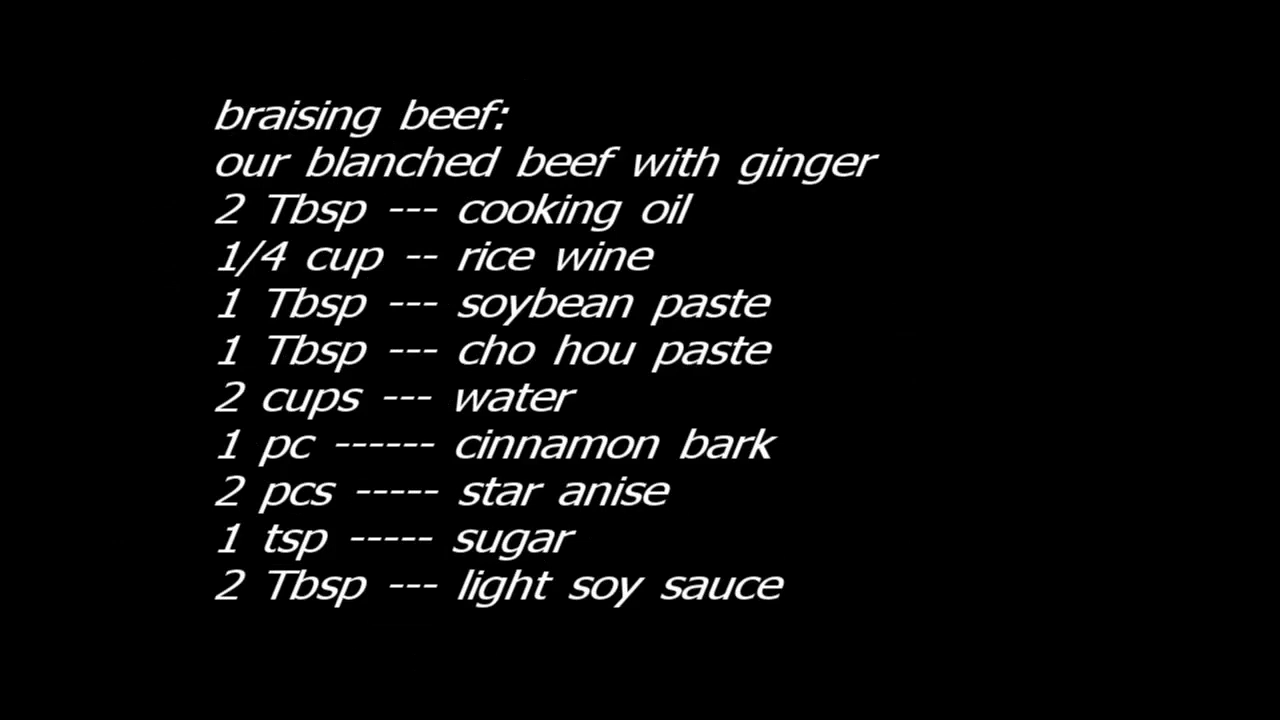 braising beef:
our blanched beef with ginger
2 Tbsp --- cooking oil
1/4 cup -- rice wine
1 Tbsp --- soybean paste
1 Tbsp --- cho hou paste
2 cups --- water
1 pc ------ cinnamon bark
2 pcs ----- star anise
1 tsp ----- sugar
2 Tbsp --- light soy sauce